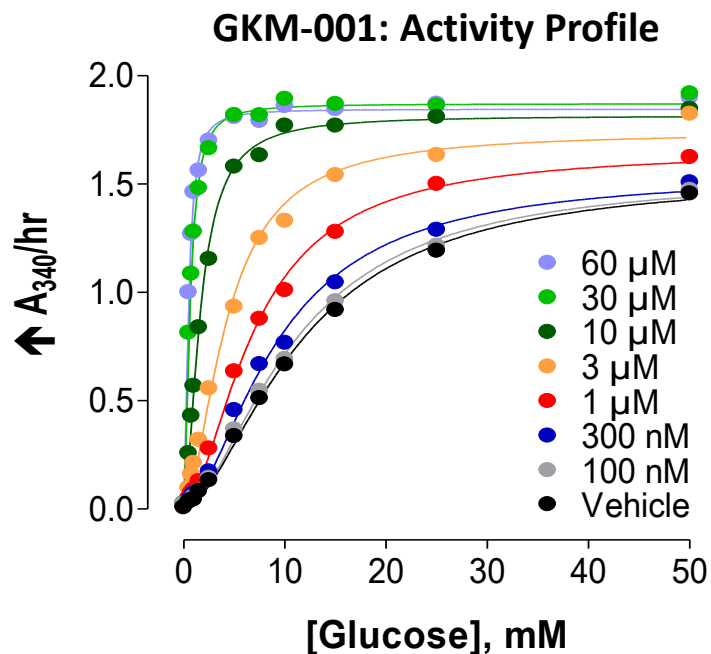 GKM-001: Activity Profile
2.0
1.5
1.0
0.5
0.0
🡹 A340/hr
60 µM
30 µM
10 µM
3 µM
1 µM
300 nM
100 nM
Vehicle
0
10
20
30
40
50
[Glucose], mM